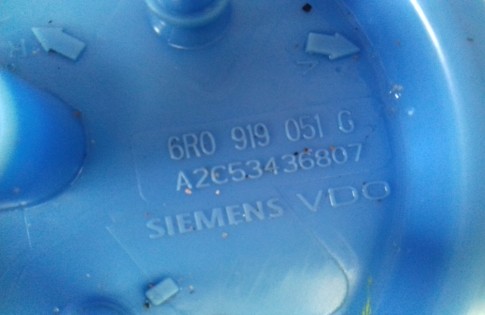 6R0 919 051 G
A2C53436807
SIEMENS VDO